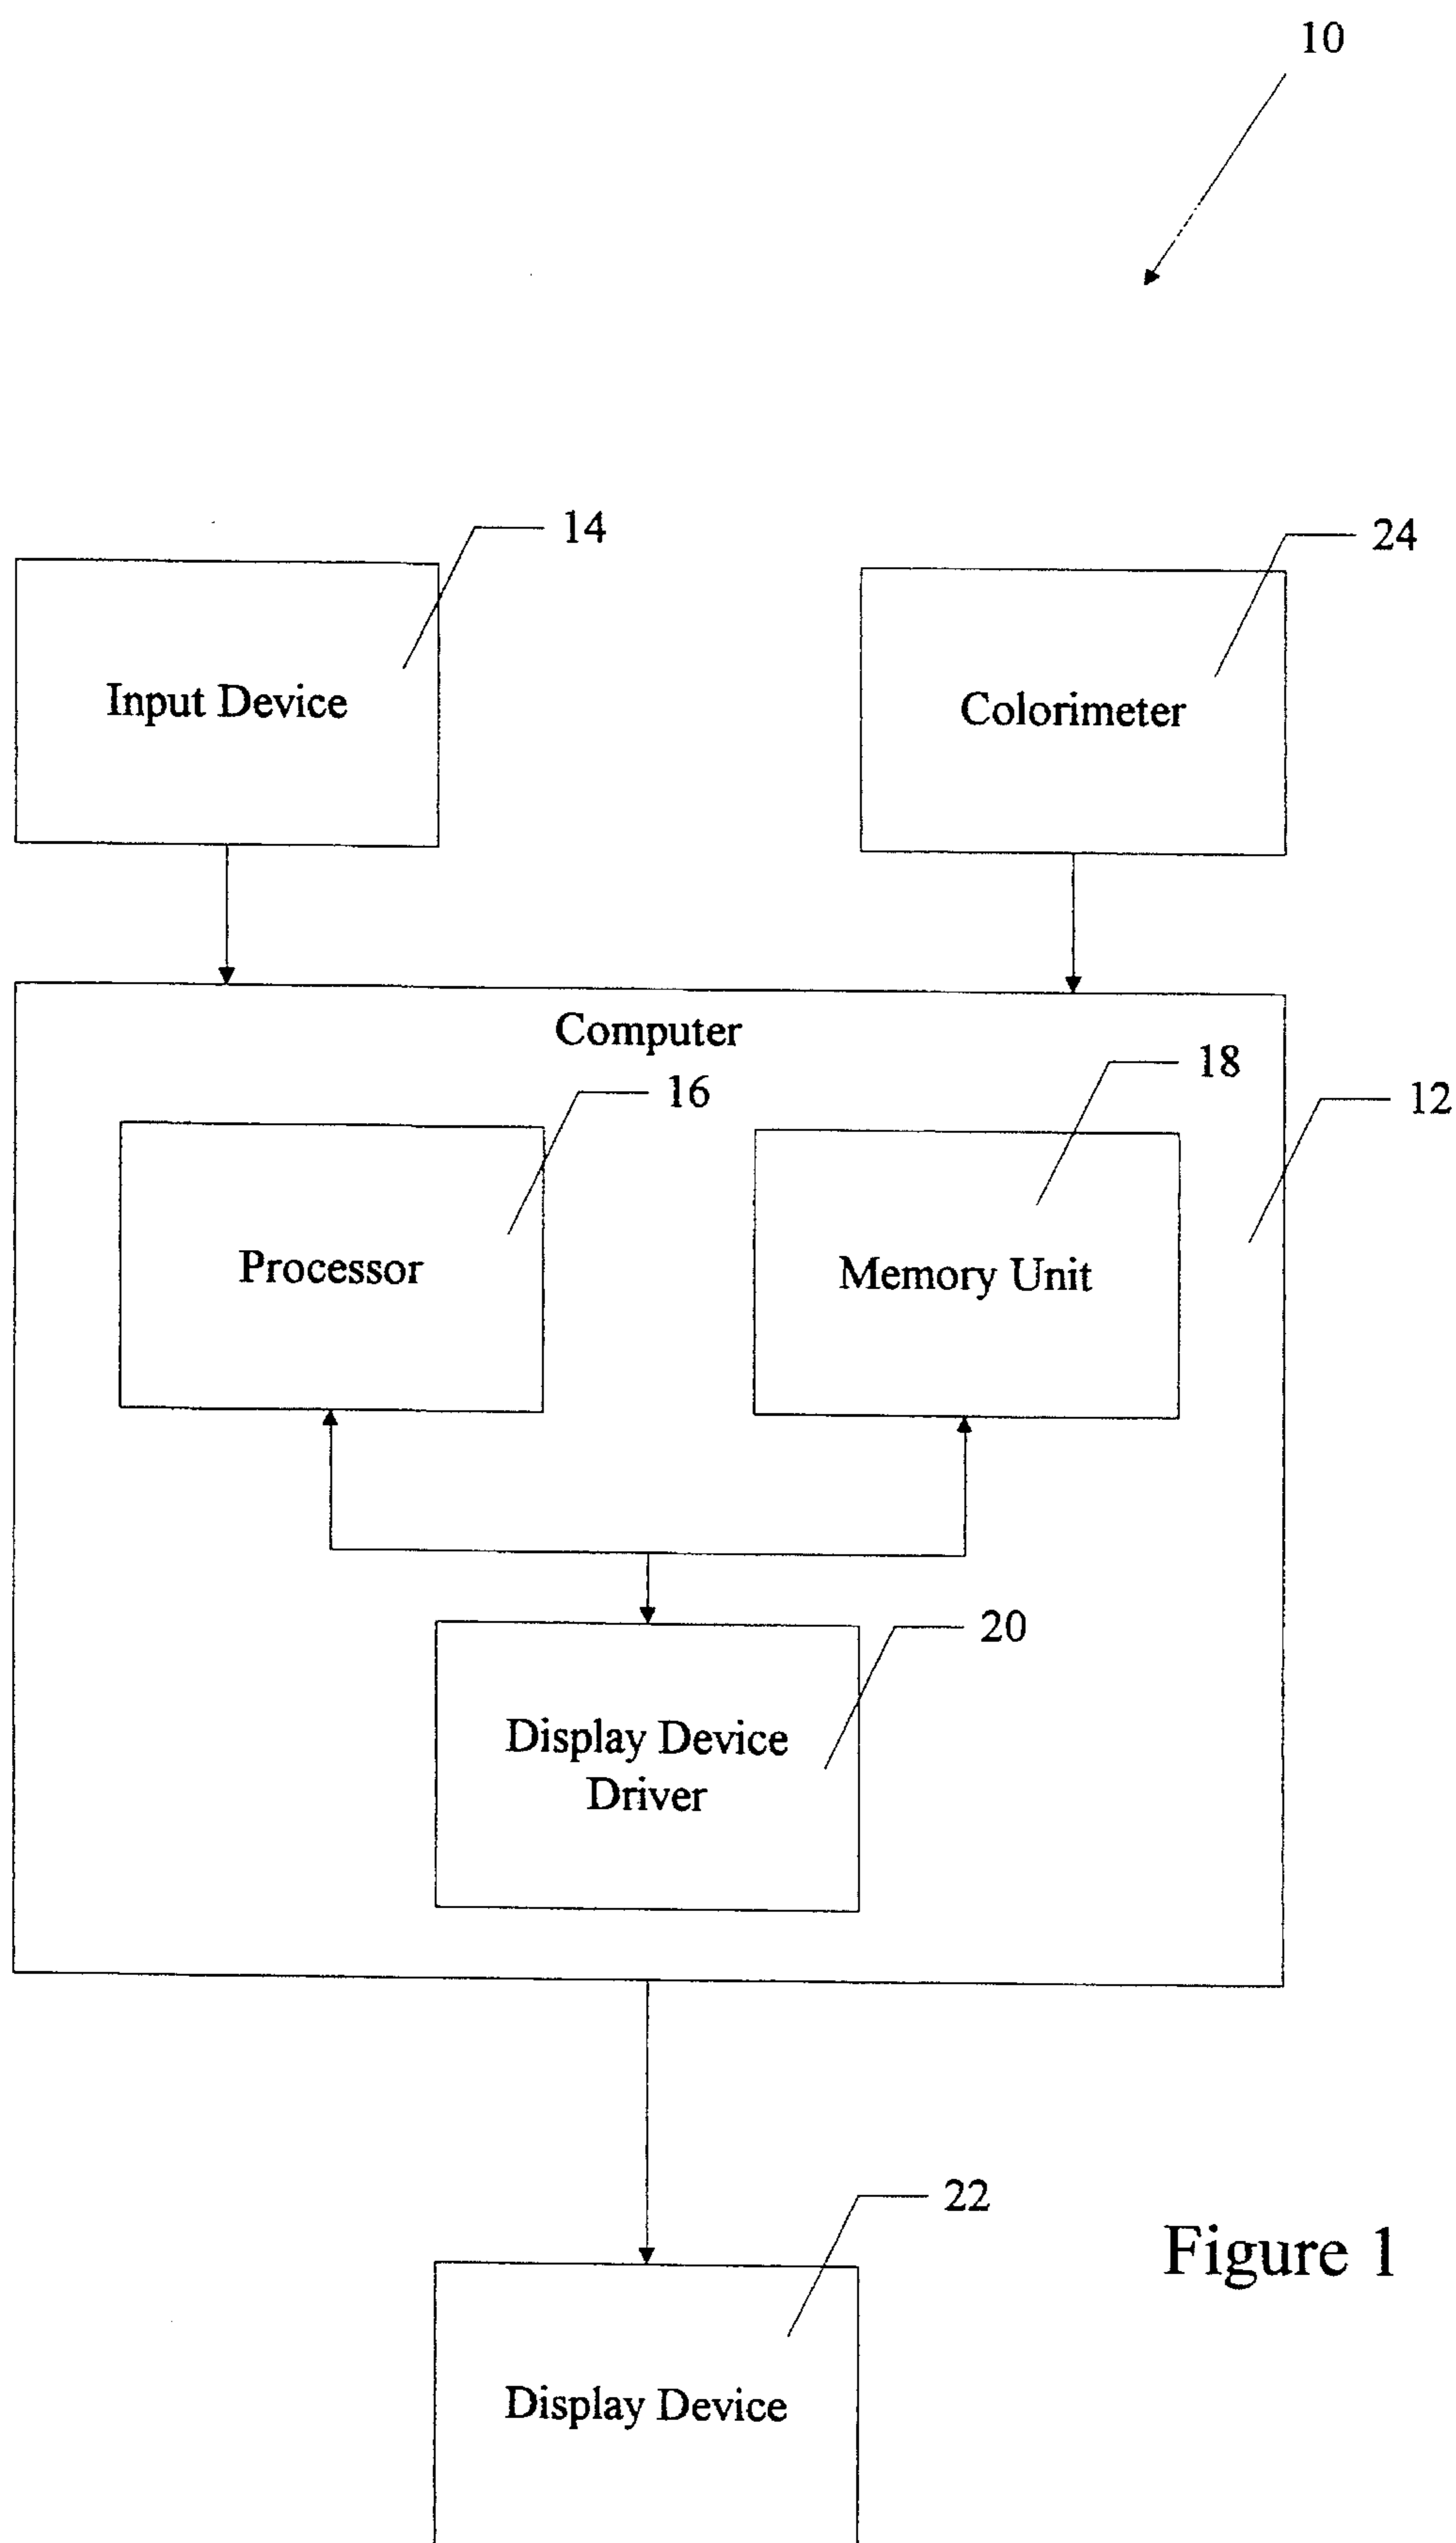 10
14
24
Input Device
Colorimeter
Computer
18
16
12
Processor
Memory Unit
20
Display Device
Driver
22
Figure 1
Display Device